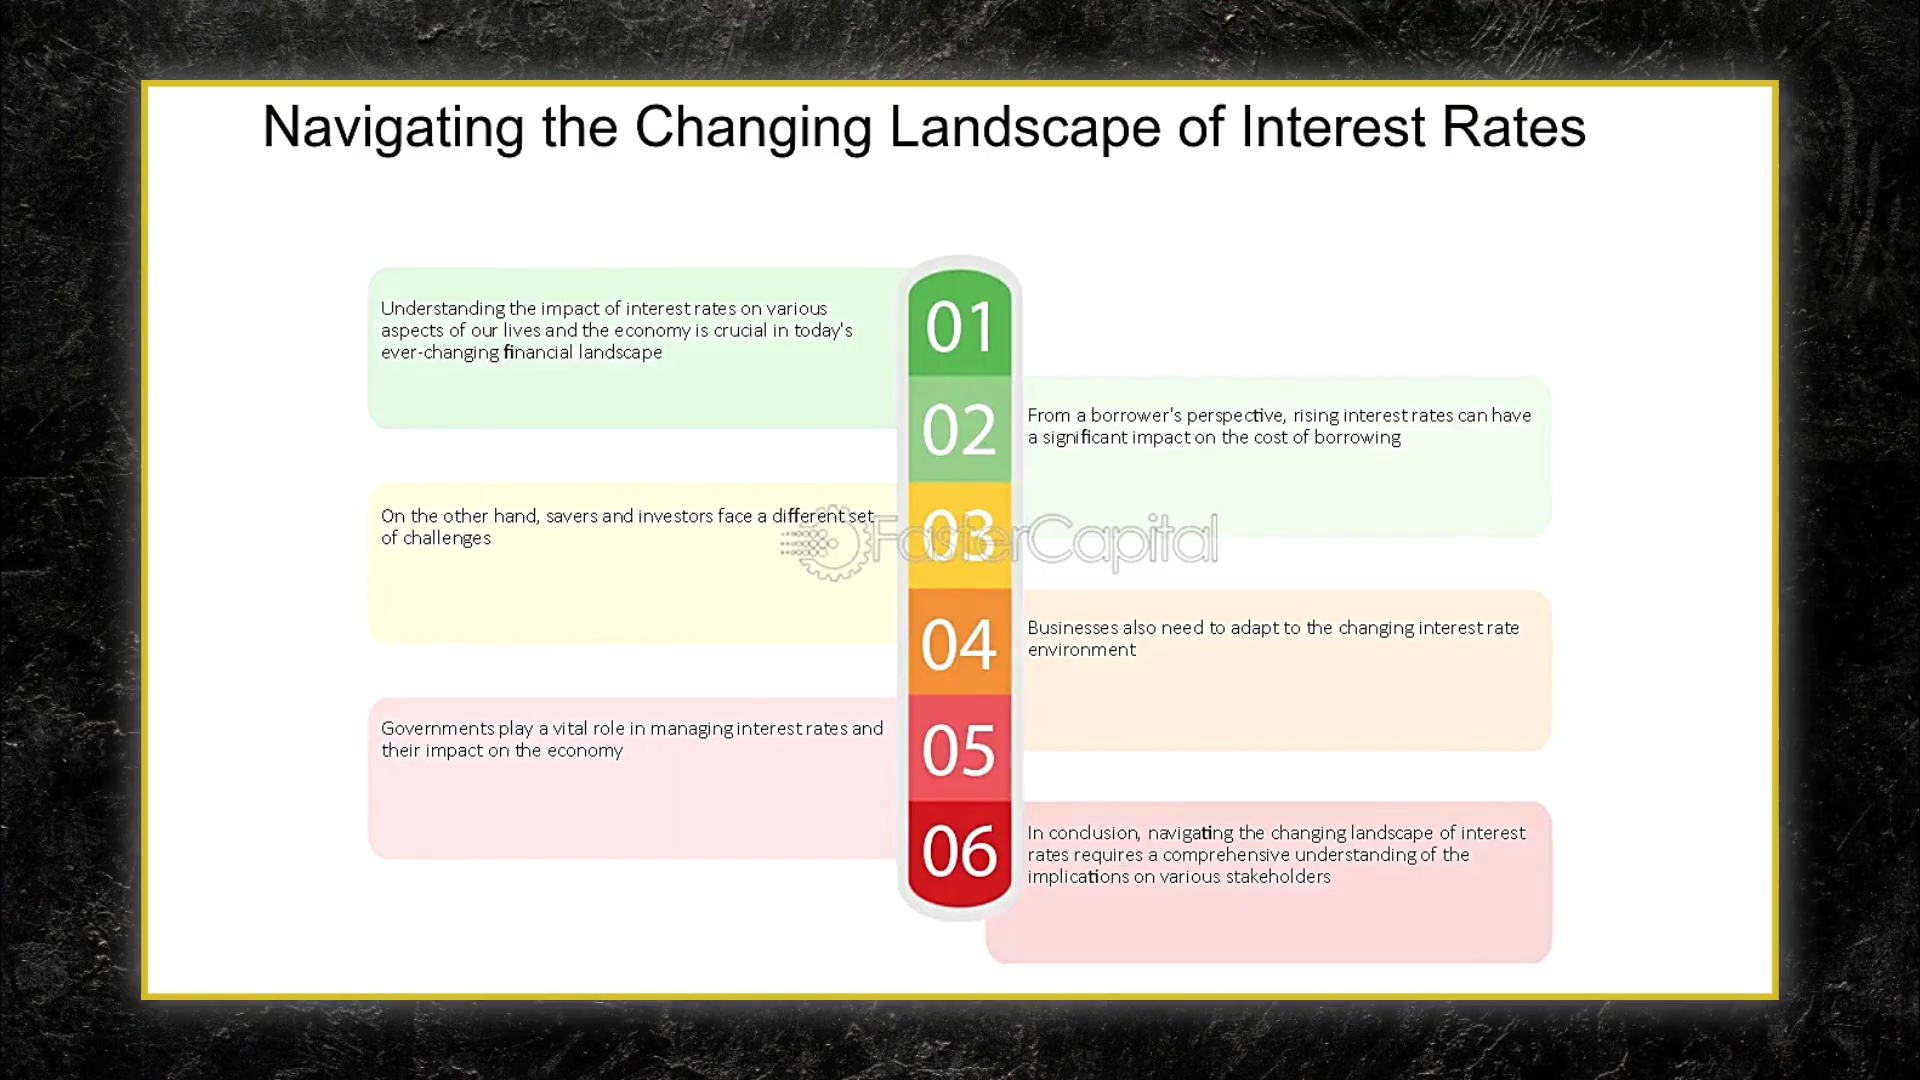 Navigating the Changing Landscape of Interest Rates
01
Understanding the impact of interest rates on various
aspects of our lives and the economy is crucial in today's
ever-changing financial landscape
02
From a borrower's perspective, rising interest rates can have
a significant impact on the cost of borrowing
03
On the other hand, savers and investors face a different set
of challenges
FasterCapital
04
Businesses also need to adapt to the changing interest rate
environment
05
Governments play a vital role in managing interest rates and
their impact on the economy
06
In conclusion, navigating the changing landscape of interest
rates requires a comprehensive understanding of the
implications on various stakeholders